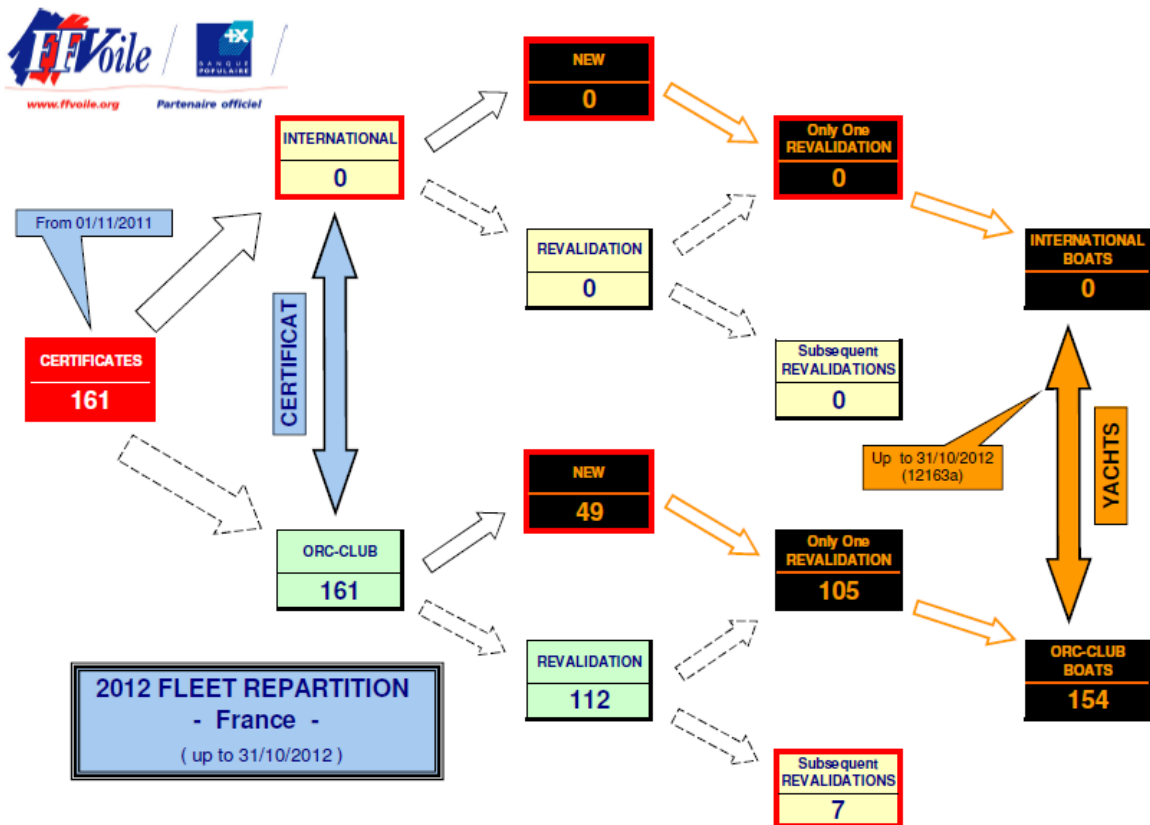 FFVoile
BANQUE
POPULAIRE
www.ffvoile.org Partenaire officiel
NEW
0
INTERNATIONAL
0
Only One
REVALIDATION
0
From 01/11/2011
REVALIDATION
0
INTERNATIONAL
BOATS
0
CERTIFICATES
161
CERTIFICAT
Subsequent
REVALIDATIONS
0
YACHTS
Up to 31/10/2012
(12163a)
NEW
49
ORC-CLUB
161
Only One
REVALIDATION
105
REVALIDATION
112
ORC-CLUB
BOATS
154
2012 FLEET REPARTITION
- France -
( up to 31/10/2012 )
Subsequent
REVALIDATIONS
7